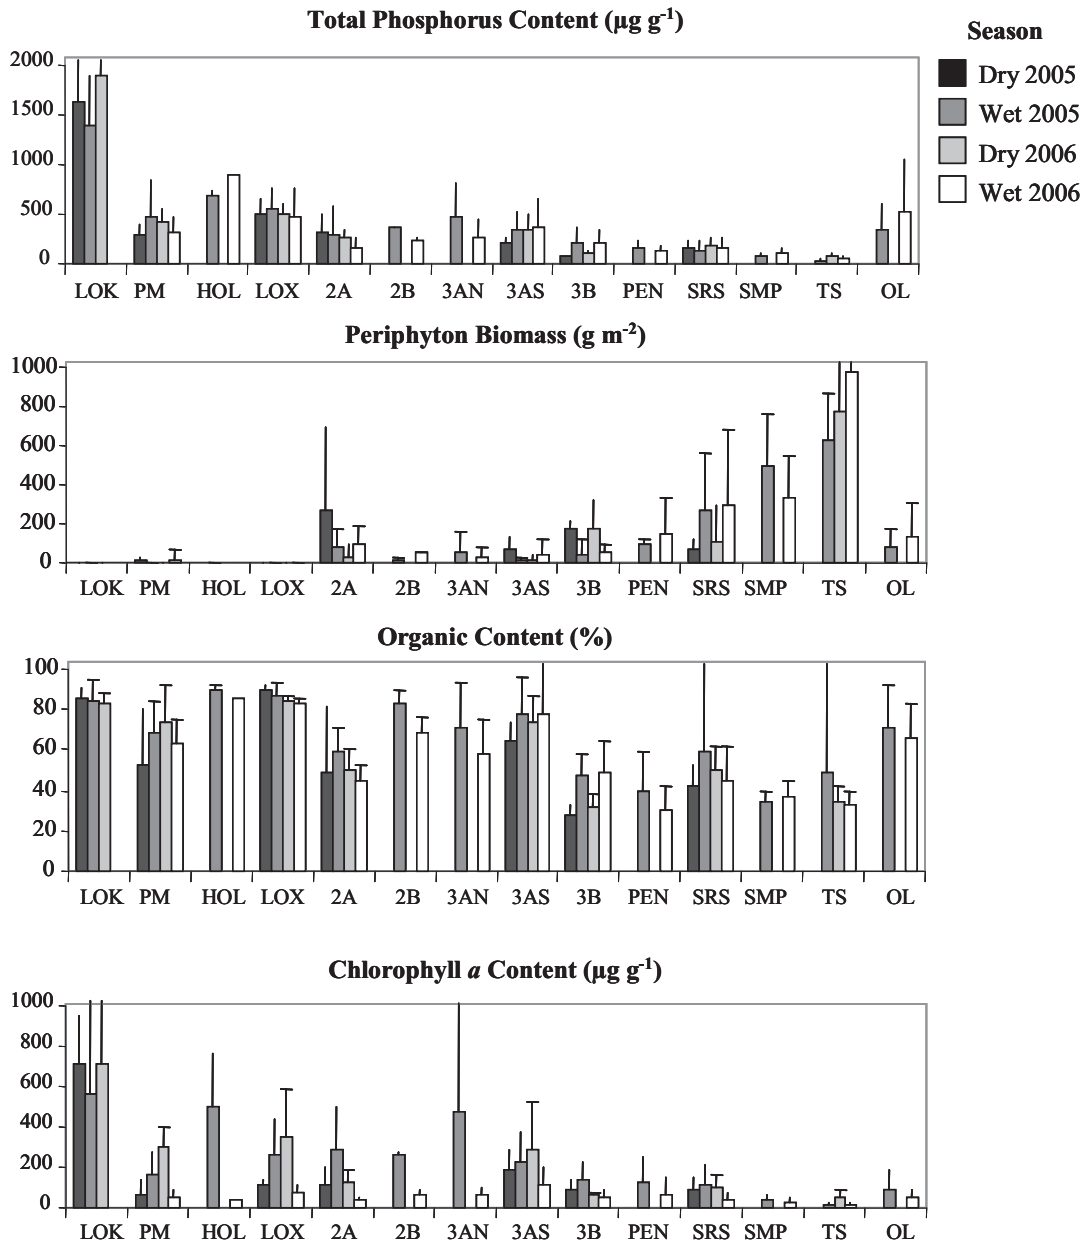 Total Phosphorus Content (µg g-1)
Season
Dry 2005
Wet 2005
Dry 2006
Wet 2006
2000
1500
1000
500
0
LOK PM HOL LOX 2A 2B 3AN 3AS 3B PEN SRS SMP TS OL
Periphyton Biomass (g m-2)
1000
800
600
400
200
0
LOK PM HOL LOX 2A 2B 3AN 3AS 3B PEN SRS SMP TS OL
Organic Content (%)
100
80
60
40
20
0
LOK PM HOL LOX 2A 2B 3AN 3AS 3B PEN SRS SMP TS OL
Chlorophyll a Content (µg g-1)
1000
800
600
400
200
0
LOK PM HOL LOX 2A 2B 3AN 3AS 3B PEN SRS SMP TS OL